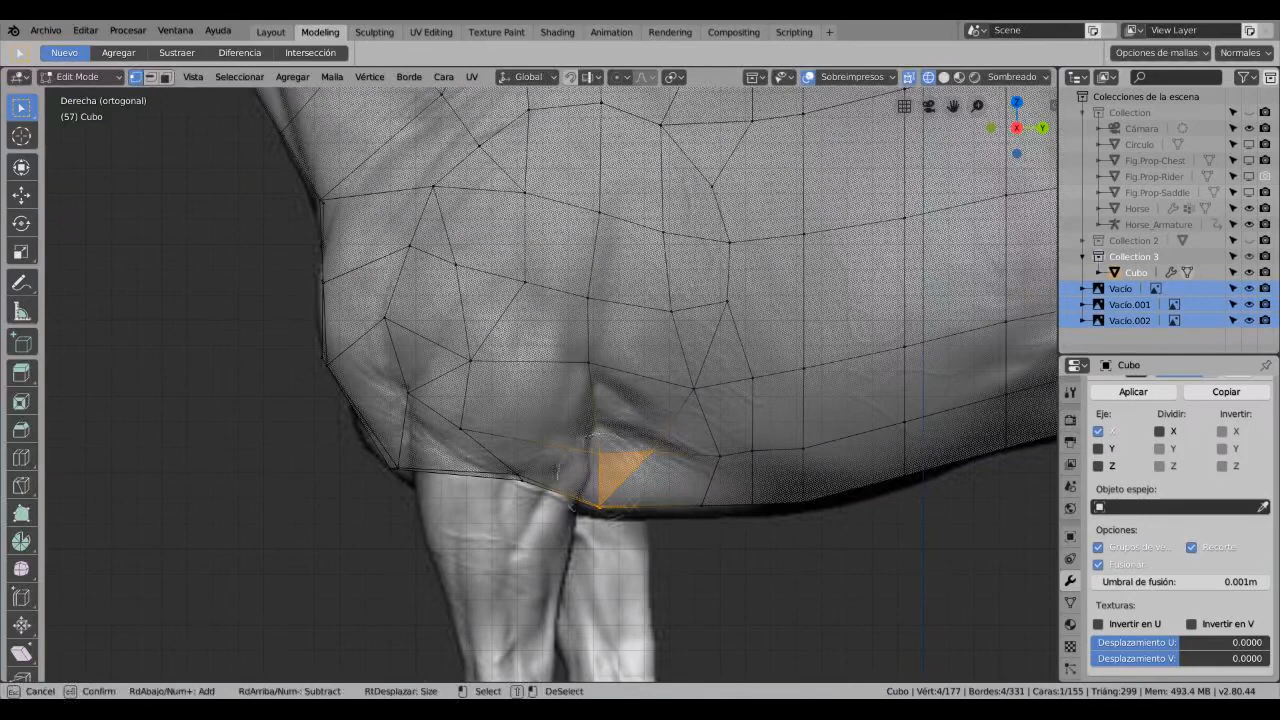 Archivo Editar Procesar Ventana Ayuda Layout Modeling Sculpting UV Editing Texture Paint Shading Animation Rendering Compositing Scripting + Scene View Layer
Nuevo Agregar Sustraer Diferencia Intersección Opciones de mallas Normales
Edit Mode Vista Seleccionar Agregar Malla Vértice Borde Cara UV Global Sobreimpresos Sombreado
Derecha (ortogonal)
(57) Cubo
Z
X
Y
Colecciones de la escena
Collection
Cámara
Círculo
Fig.Prop-Chest
Fig.Prop-Rider
Fig.Prop-Saddle
Horse
Horse_Armature
Collection 2
Collection 3
Cubo
Vacío
Vacío.001
Vacío.002
Cubo
Aplicar Copiar
Eje: Dividir: Invertir:
X X X
Y Y Y
Z Z Z
Objeto espejo:
Opciones:
Grupos de vé.. Recorte
Fusionar
Umbral de fusión: 0.001m
Texturas:
Invertir en U Invertir en V
Desplazamiento U: 0.0000
Desplazamiento V: 0.0000
Cancel Confirm RdAbajo/Num+: Add RdArriba/Num-: Subtract RtDesplazar: Size Select DeSelect Cubo | Vért:4/177 | Bordes:4/331 | Caras:1/155 | Triáng:299 | Mem: 493.4 MB | v2.80.44